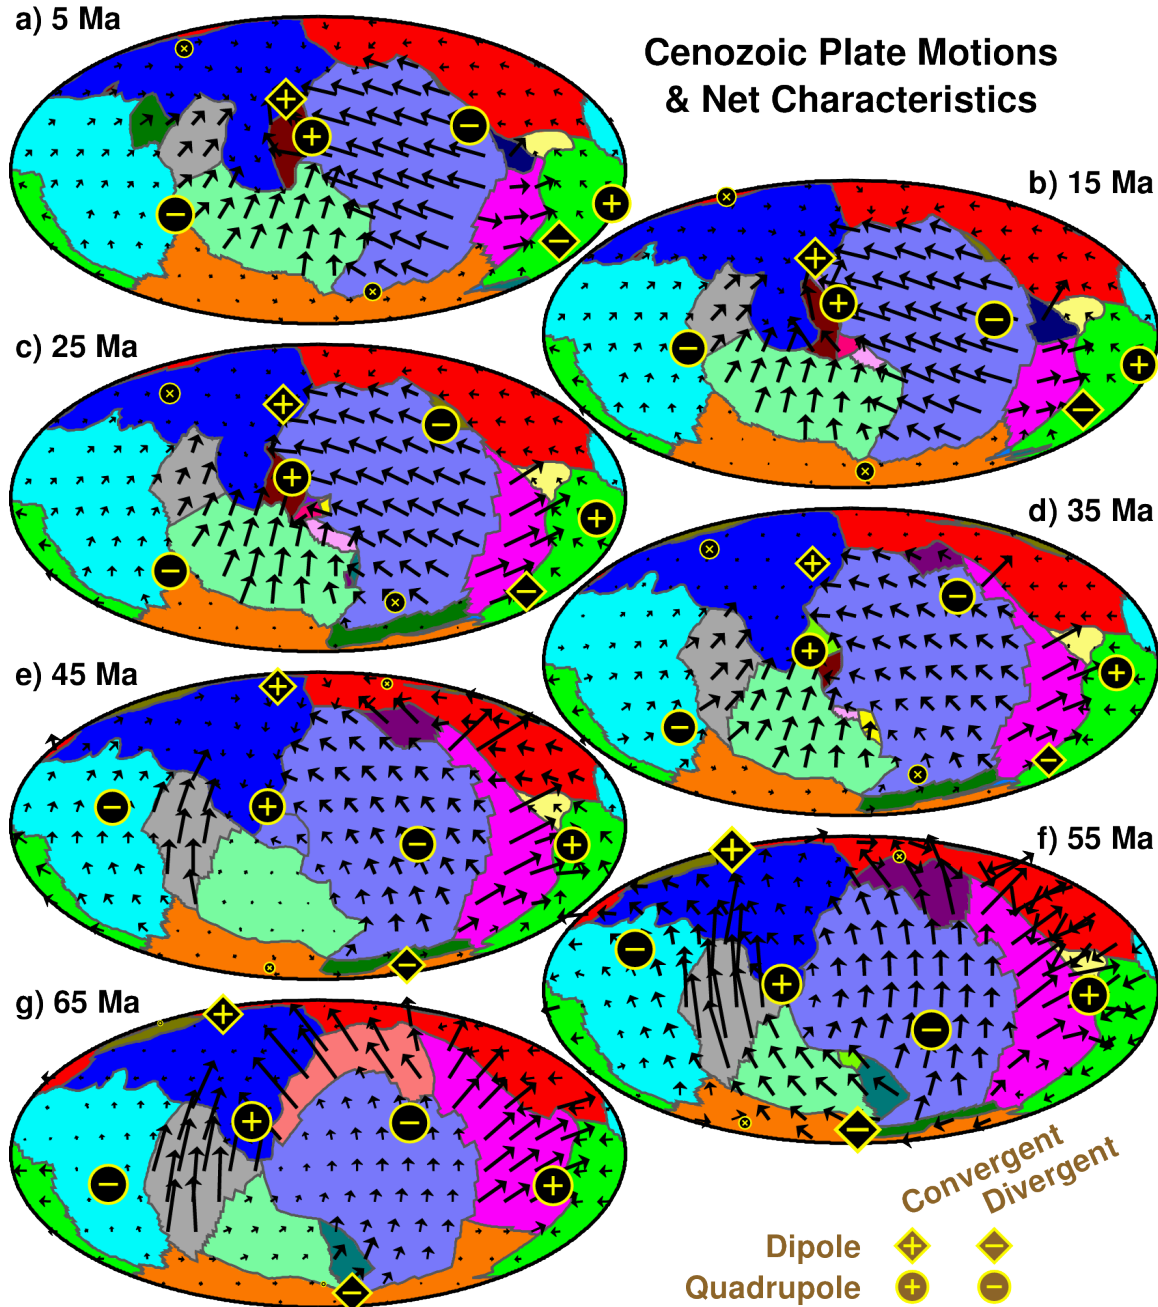 a) 5 Ma
Cenozoic Plate Motions
& Net Characteristics
b) 15 Ma
c) 25 Ma
d) 35 Ma
e) 45 Ma
f) 55 Ma
g) 65 Ma
Convergent
Divergent
Dipole
Quadrupole